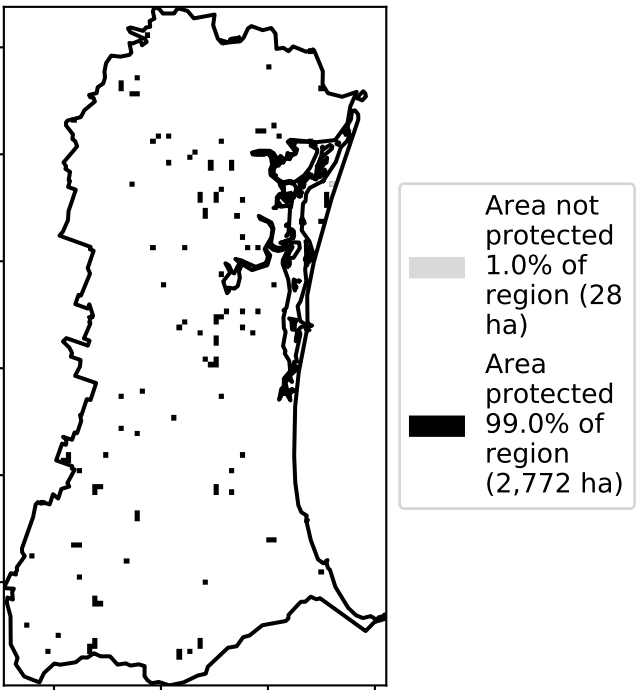 Area not
protected
1.0% of
region (28
ha)
Area
protected
99.0% of
region
(2,772 ha)